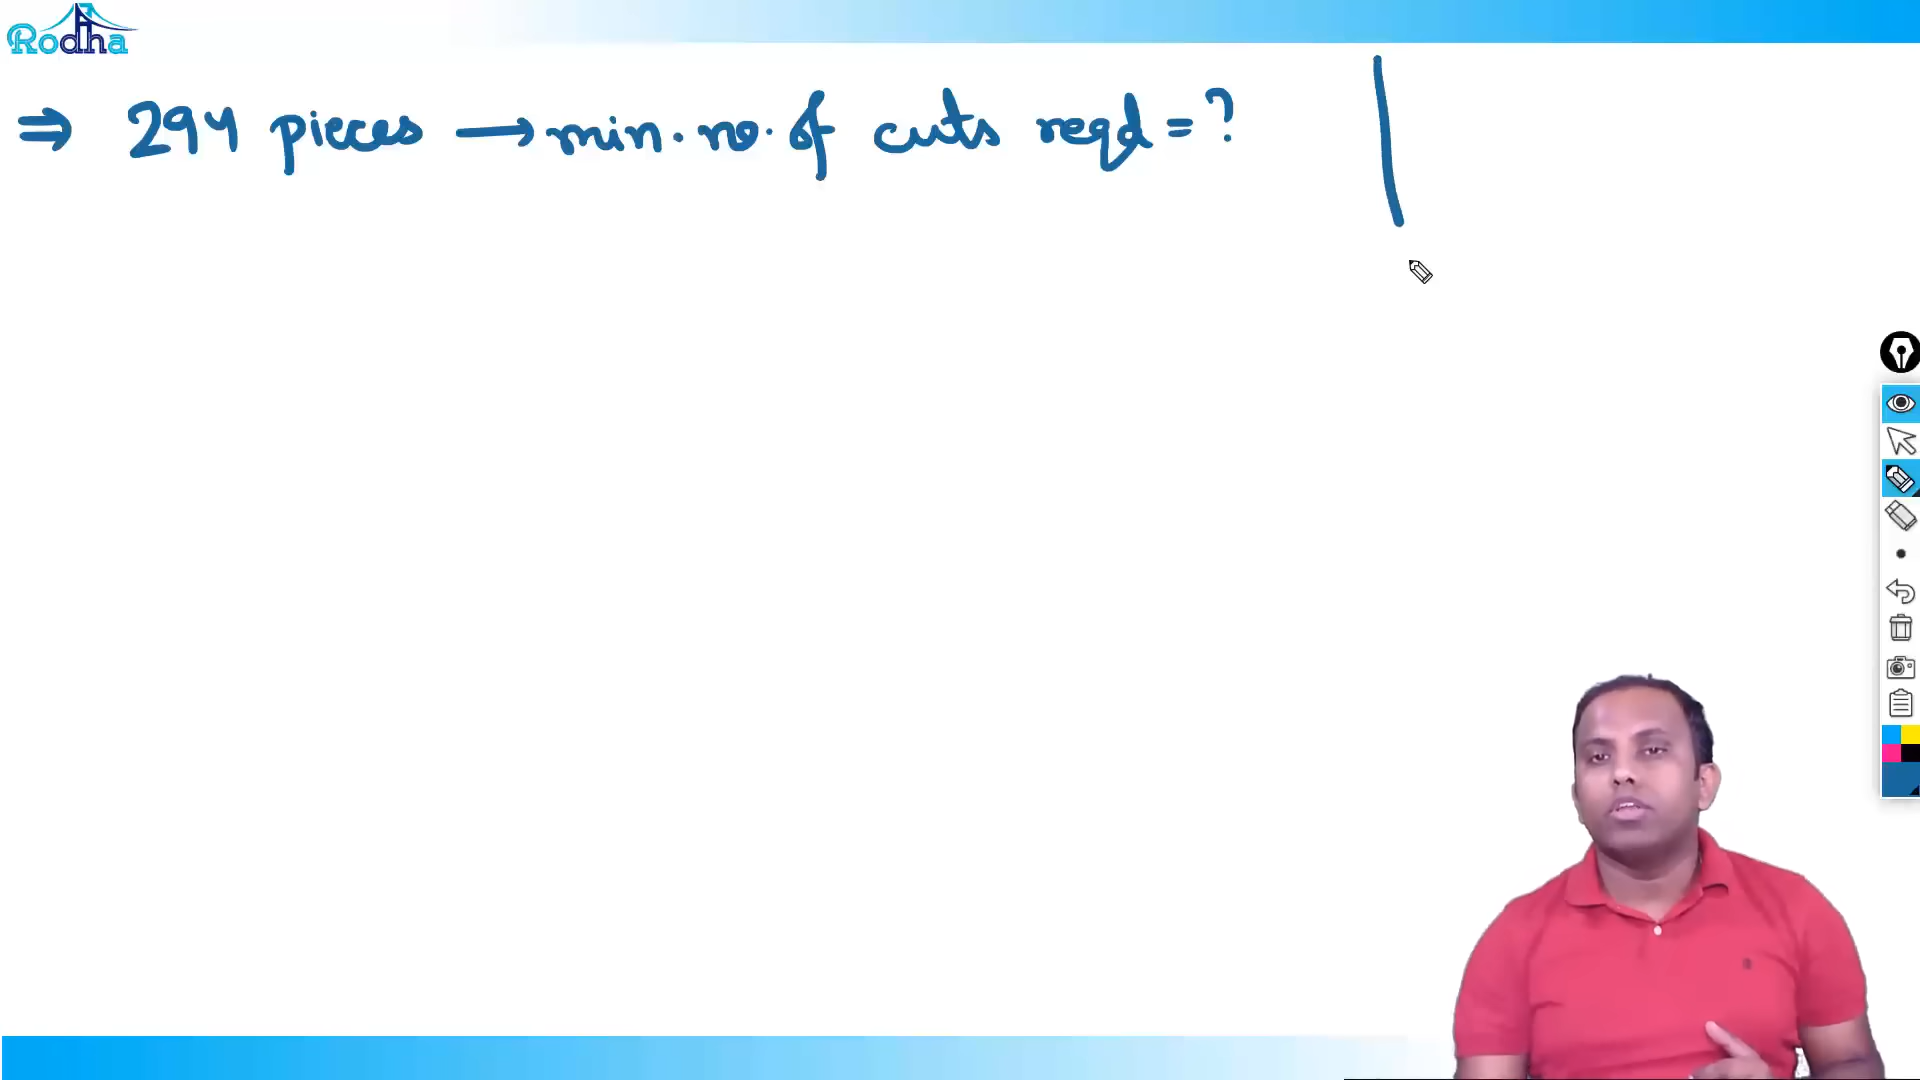 Rodha
⇒ 294 pieces → min. no. of cuts reqd = ?